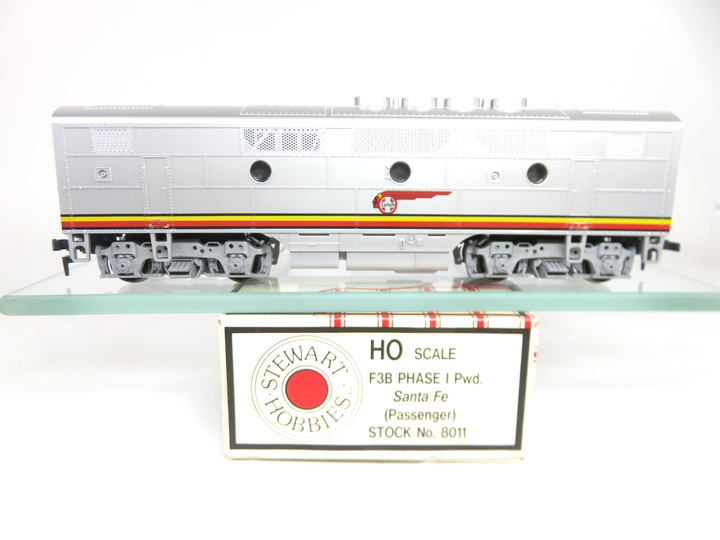 STEWART HOBBIES
HO SCALE
F3B PHASE I Pwd.
Santa Fe
(Passenger)
STOCK No. 8011